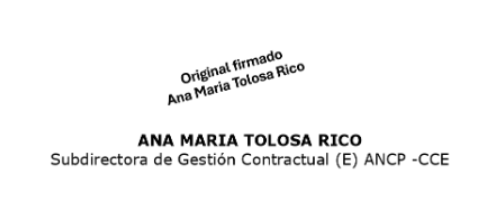 Original firmado
Ana Maria Tolosa Rico
ANA MARIA TOLOSA RICO
Subdirectora de Gestión Contractual (E) ANCP -CCE